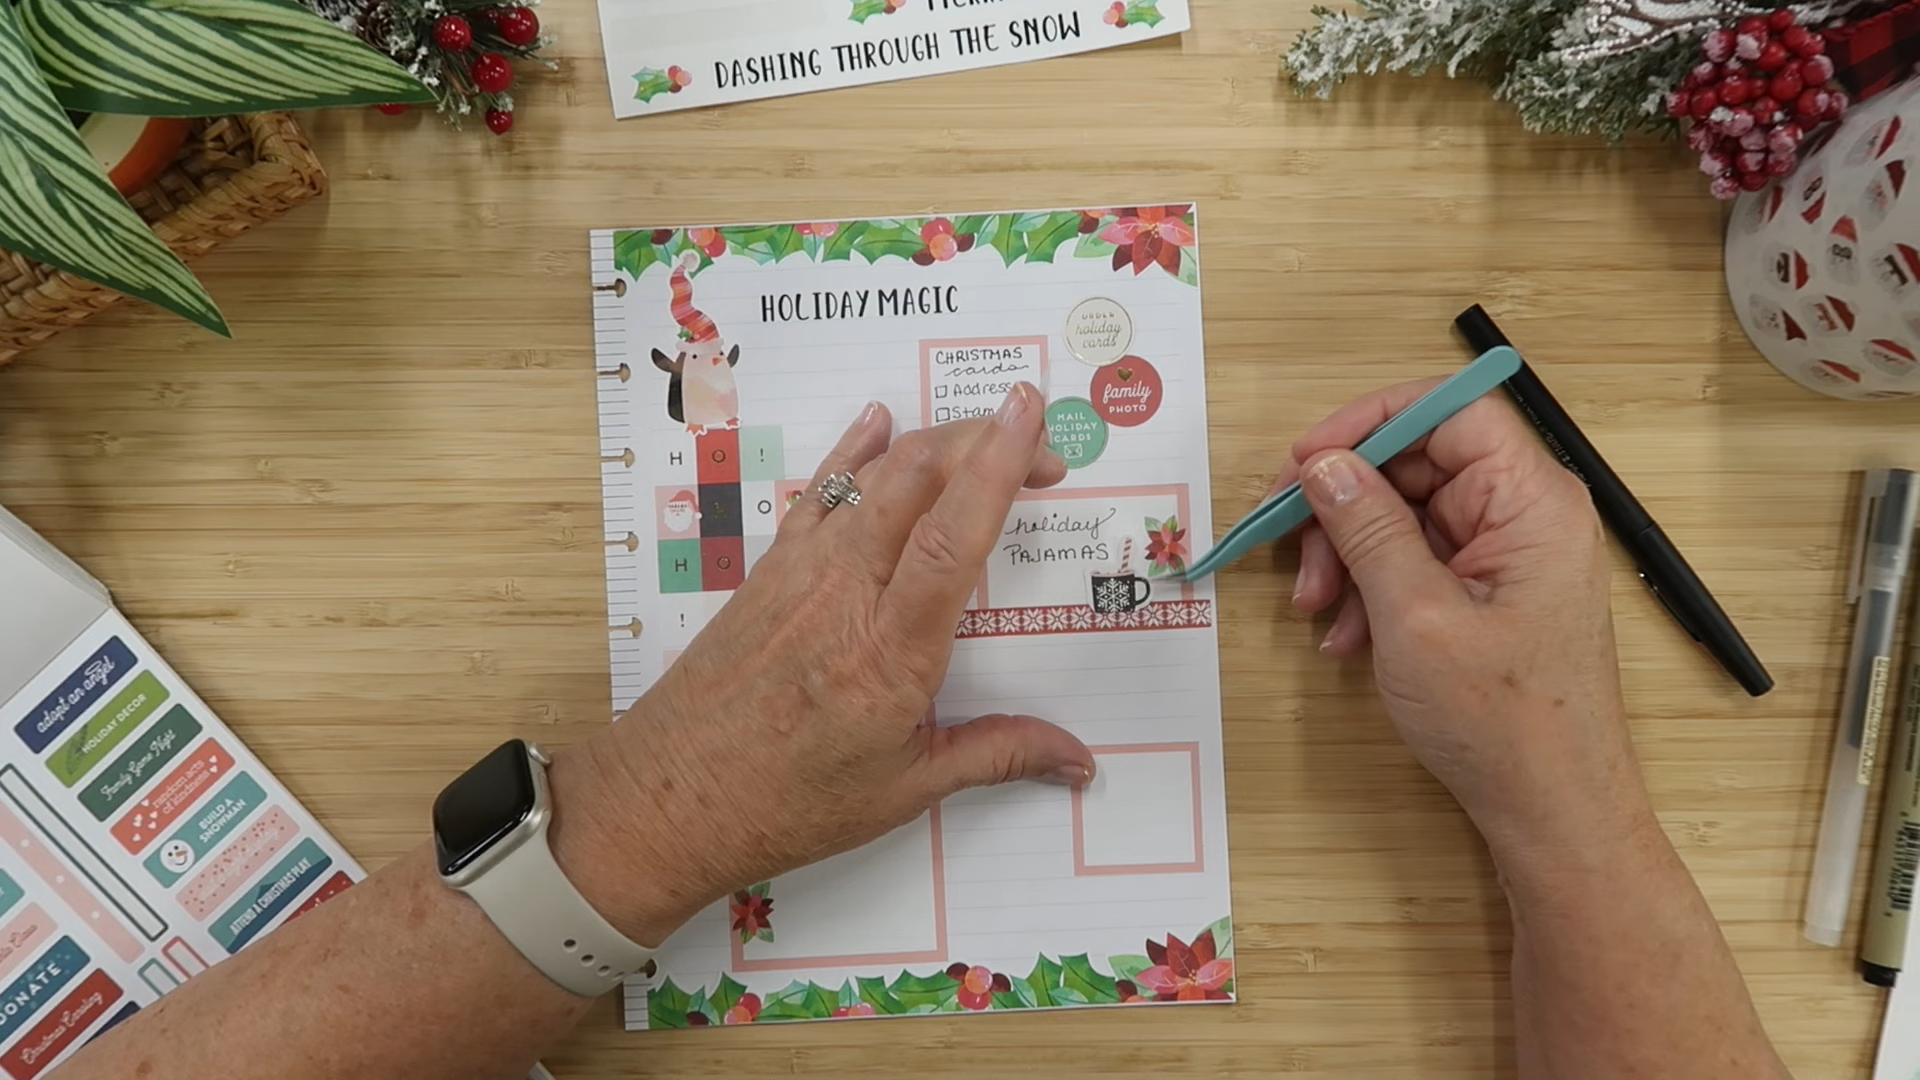 DASHING THROUGH THE SNOW
HOLIDAY MAGIC
ORDER
holiday
cards
CHRISTMAS
cards
Address
Stam
family
PHOTO
MAIL
HOLIDAY
CARDS
H O !
O
H O
!
holiday
PAJAMAS
adopt an angel
HOLIDAY DECOR
Family Game Night
random acts
of kindness
BUILD A
SNOWMAN
ATTEND A CHRISTMAS PLAY
DONATE
Christmas Caroling